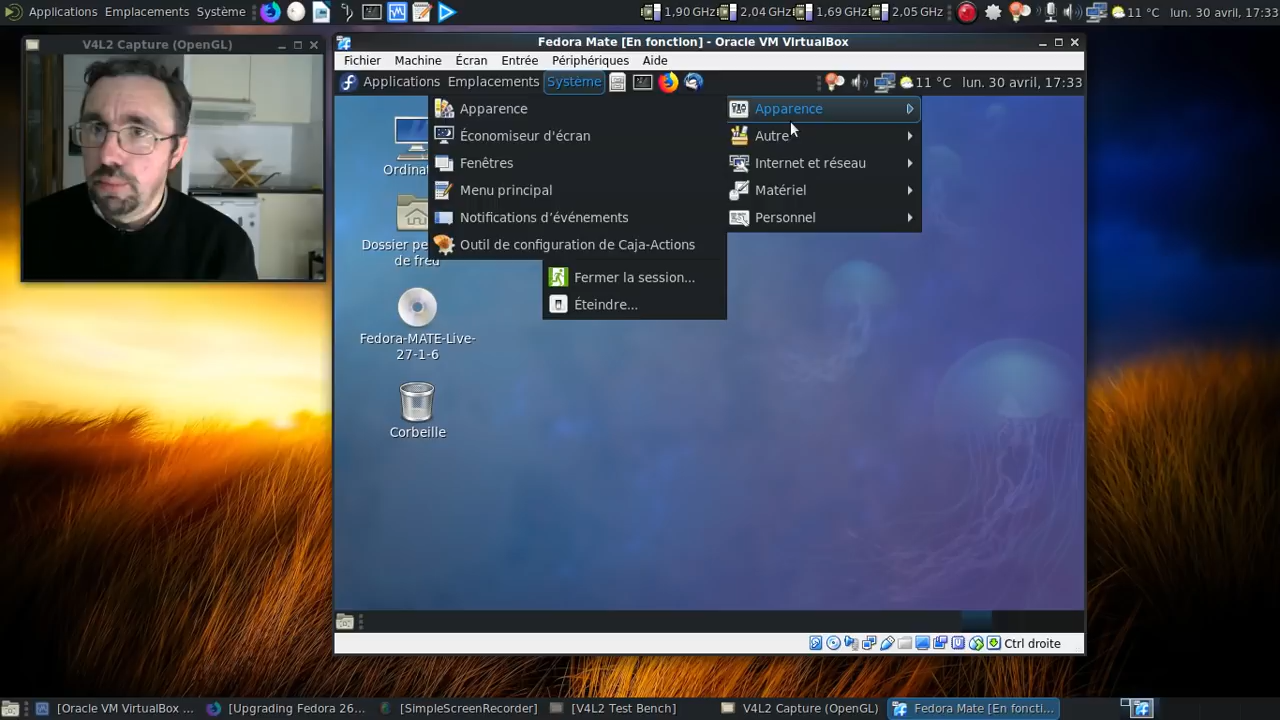 Applications Emplacements Système
1,90 GHz 2,04 GHz 1,69 GHz 2,05 GHz
11 °C lun. 30 avril, 17:33
V4L2 Capture (OpenGL)
Fedora Mate [En fonction] - Oracle VM VirtualBox
Fichier Machine Écran Entrée Périphériques Aide
Applications Emplacements Système
11 °C lun. 30 avril, 17:33
Apparence
Économiseur d'écran
Fenêtres
Menu principal
Notifications d’événements
Outil de configuration de Caja-Actions
Apparence
Autre
Internet et réseau
Matériel
Personnel
Fermer la session...
Éteindre...
Ordinat
Dossier pe
de fred
Fedora-MATE-Live-
27-1-6
Corbeille
Ctrl droite
[Oracle VM VirtualBox ...
[Upgrading Fedora 26...
[SimpleScreenRecorder]
[V4L2 Test Bench]
V4L2 Capture (OpenGL)
Fedora Mate [En foncti...